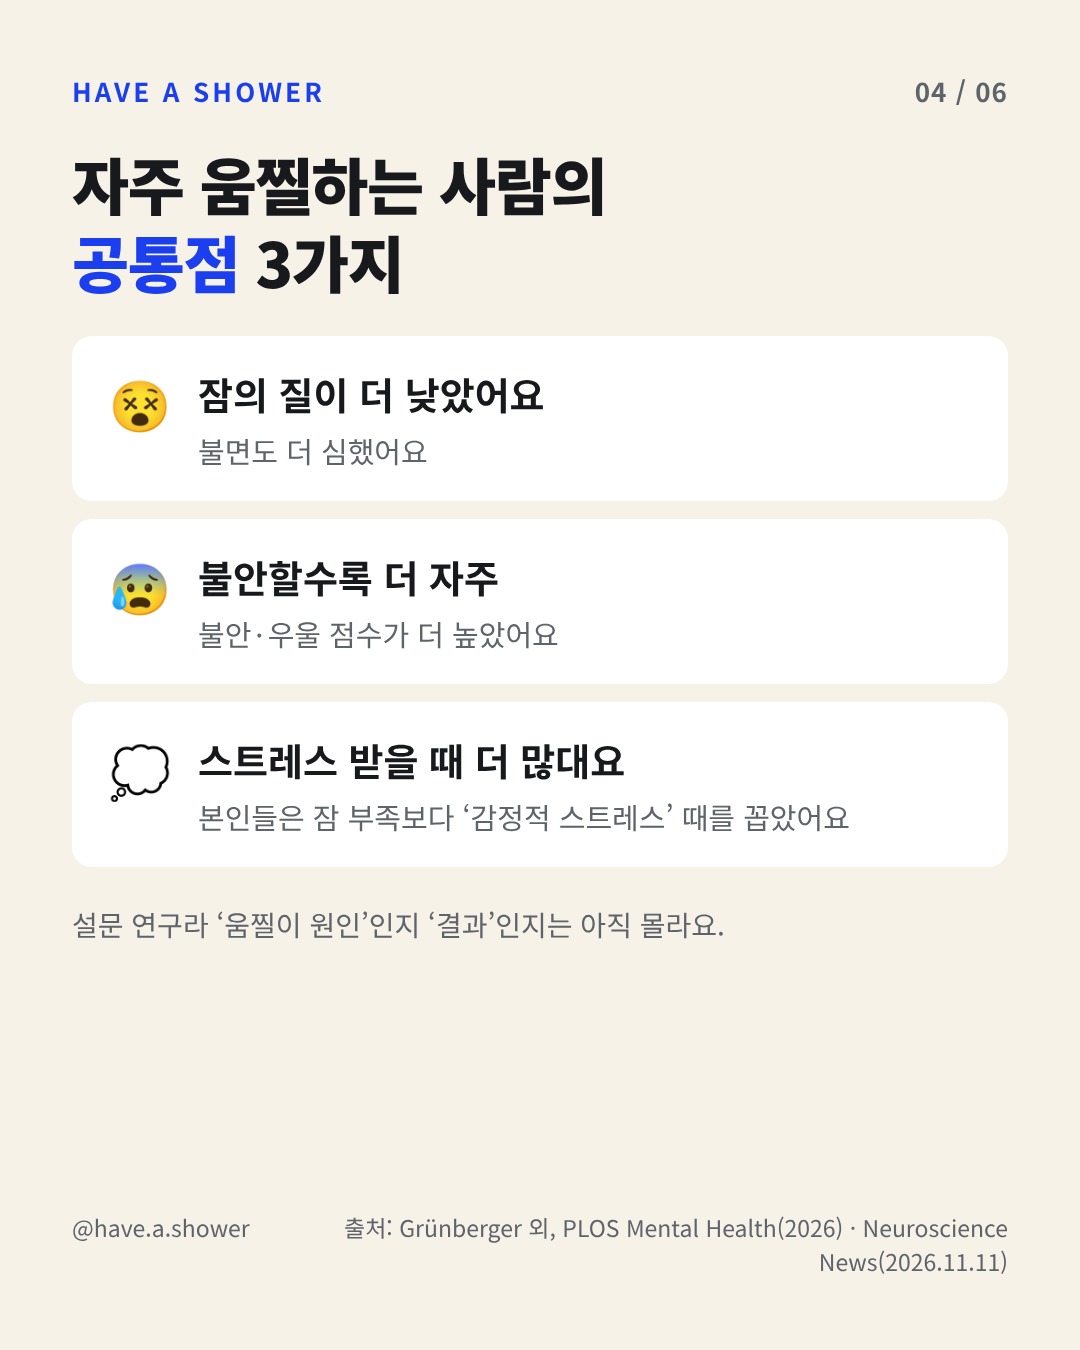 HAVE A SHOWER
04 / 06
자주 움찔하는 사람의
공통점 3가지
잠의 질이 더 낮았어요
불면도 더 심했어요
불안할수록 더 자주
불안·우울 점수가 더 높았어요
스트레스 받을 때 더 많대요
본인들은 잠 부족보다 ‘감정적 스트레스’ 때를 꼽았어요
설문 연구라 ‘움찔이 원인’인지 ‘결과’인지는 아직 몰라요.
@have.a.shower
출처: Grünberger 외, PLOS Mental Health(2026) · Neuroscience
News(2026.11.11)